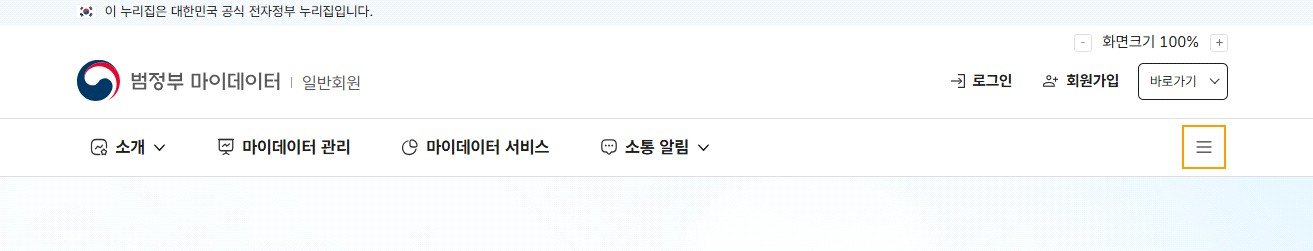 이 누리집은 대한민국 공식 전자정부 누리집입니다.
- 화면크기 100% +
범정부 마이데이터 | 일반회원
로그인 회원가입 바로가기
소개 마이데이터 관리 마이데이터 서비스 소통 알림